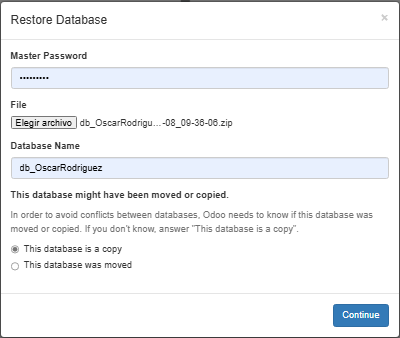 Restore Database
×
Master Password
•••••••••
File
Elegir archivo db_OscarRodrigu...-08_09-36-06.zip
Database Name
db_OscarRodriguez
This database might have been moved or copied.
In order to avoid conflicts between databases, Odoo needs to know if this database was
moved or copied. If you don't know, answer "This database is a copy".
This database is a copy
This database was moved
Continue